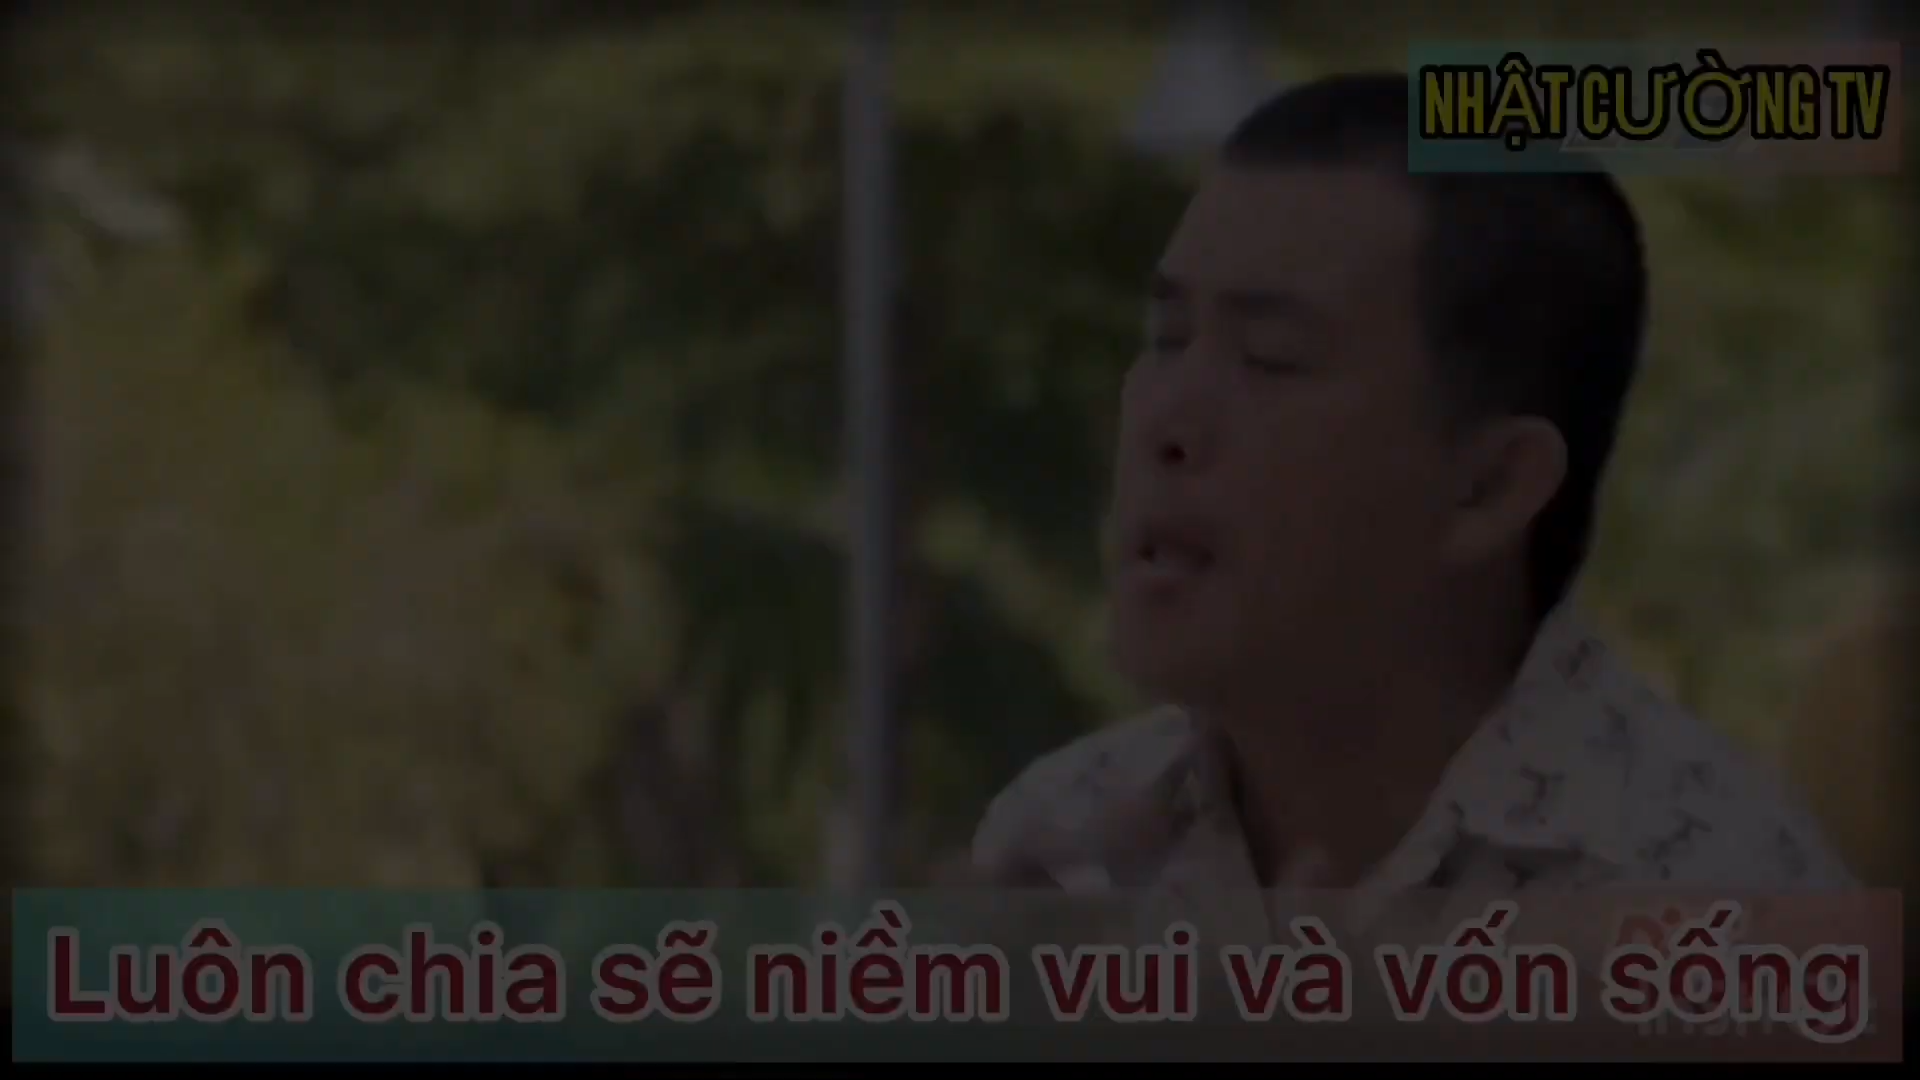 NHẬT CƯỜNG TV
Luôn chia sẽ niềm vui và vốn sống